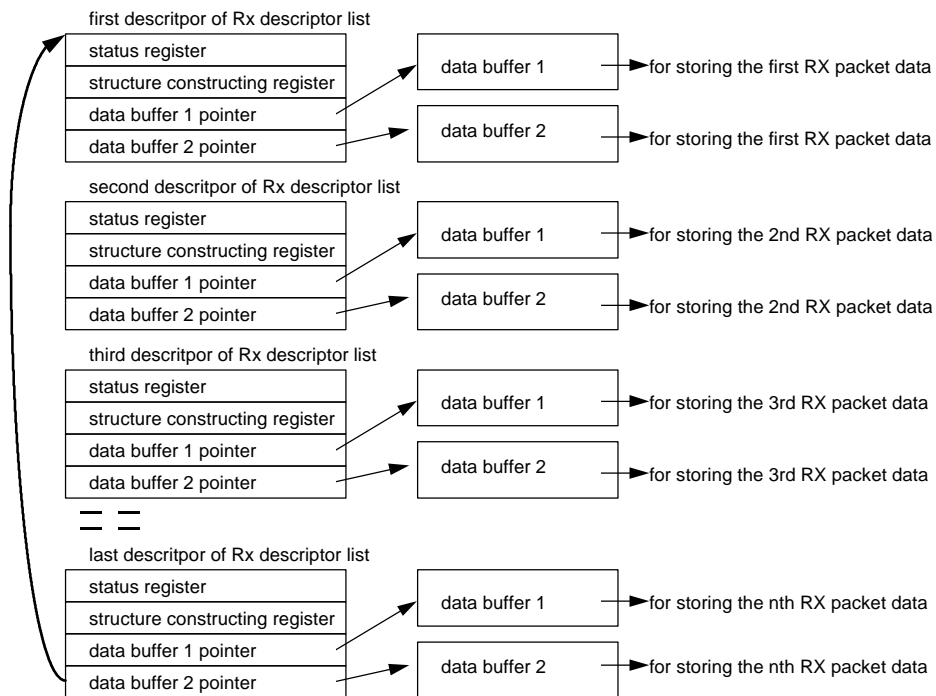 first descritpor of Rx descriptor list
status register
structure constructing register
data buffer 1 pointer
data buffer 2 pointer
data buffer 1
for storing the first RX packet data
data buffer 2
for storing the first RX packet data
second descritpor of Rx descriptor list
status register
structure constructing register
data buffer 1 pointer
data buffer 2 pointer
data buffer 1
for storing the 2nd RX packet data
data buffer 2
for storing the 2nd RX packet data
third descritpor of Rx descriptor list
status register
structure constructing register
data buffer 1 pointer
data buffer 2 pointer
data buffer 1
for storing the 3rd RX packet data
data buffer 2
for storing the 3rd RX packet data
last descritpor of Rx descriptor list
status register
structure constructing register
data buffer 1 pointer
data buffer 2 pointer
data buffer 1
for storing the nth RX packet data
data buffer 2
for storing the nth RX packet data